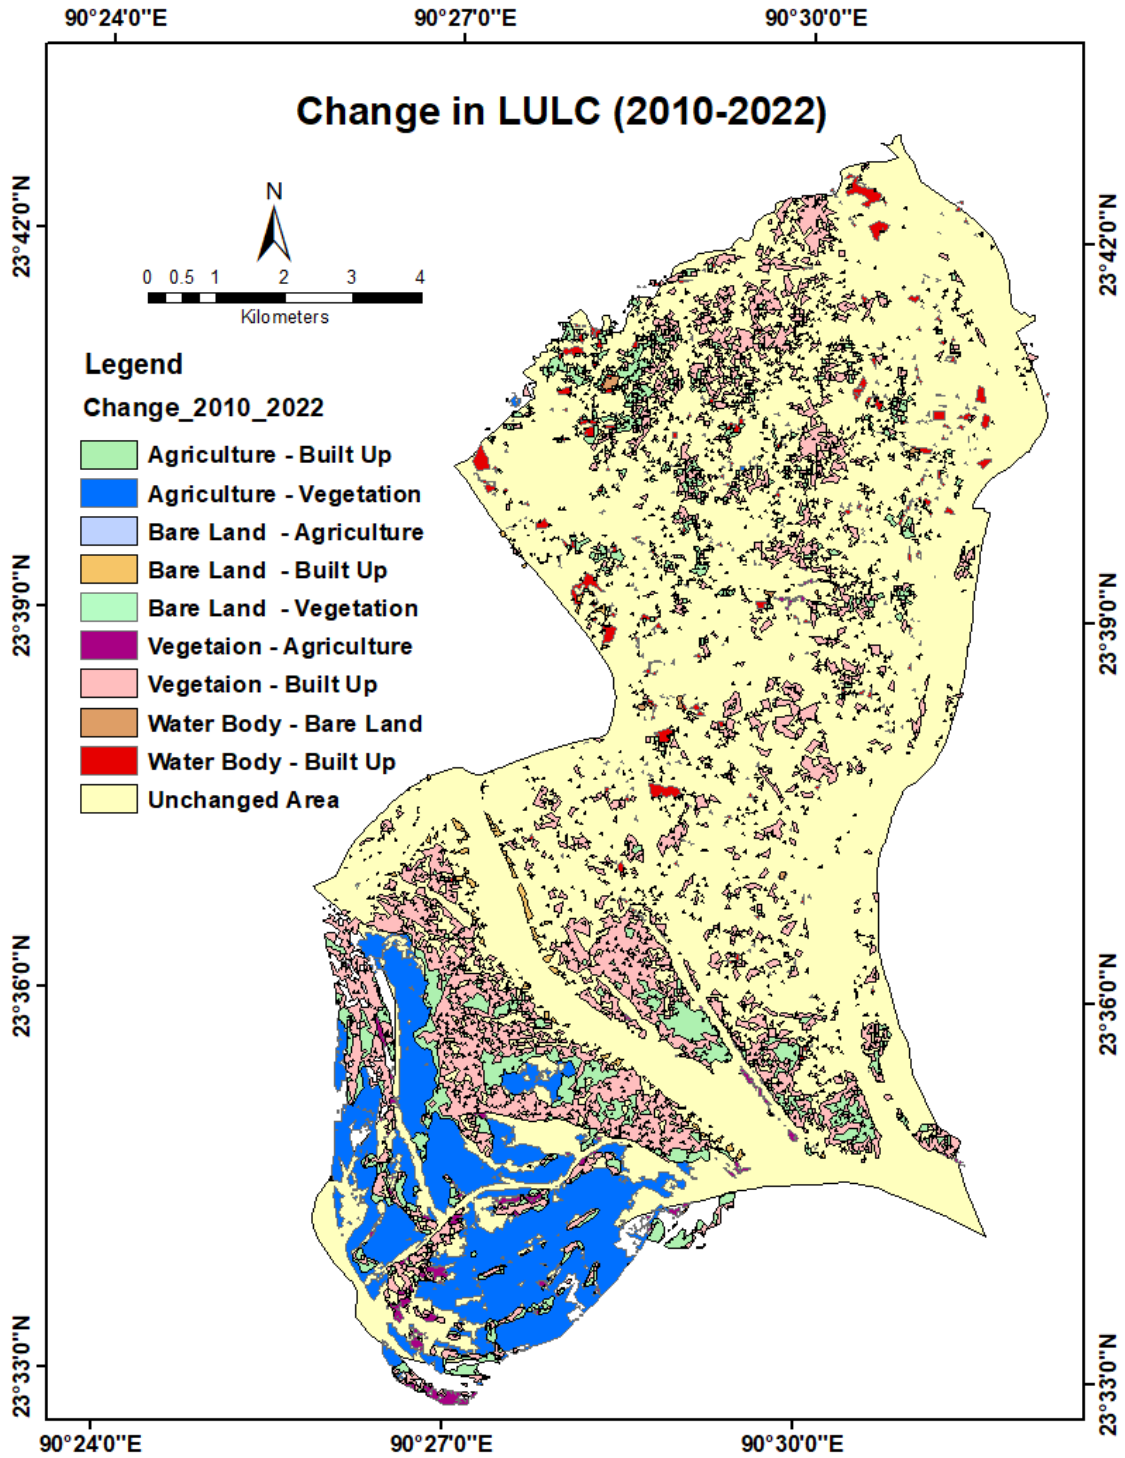 90°24'0"E 90°27'0"E 90°30'0"E
Change in LULC (2010-2022)
N
23°42'0"N
23°42'0"N
0 0.5 1 2 3 4
Kilometers
Legend
Change_2010_2022
Agriculture - Built Up
Agriculture - Vegetation
Bare Land - Agriculture
Bare Land - Built Up
Bare Land - Vegetation
Vegetaion - Agriculture
Vegetaion - Built Up
Water Body - Bare Land
Water Body - Built Up
Unchanged Area
23°39'0"N
23°39'0"N
23°36'0"N
23°36'0"N
23°33'0"N
23°33'0"N
90°24'0"E 90°27'0"E 90°30'0"E